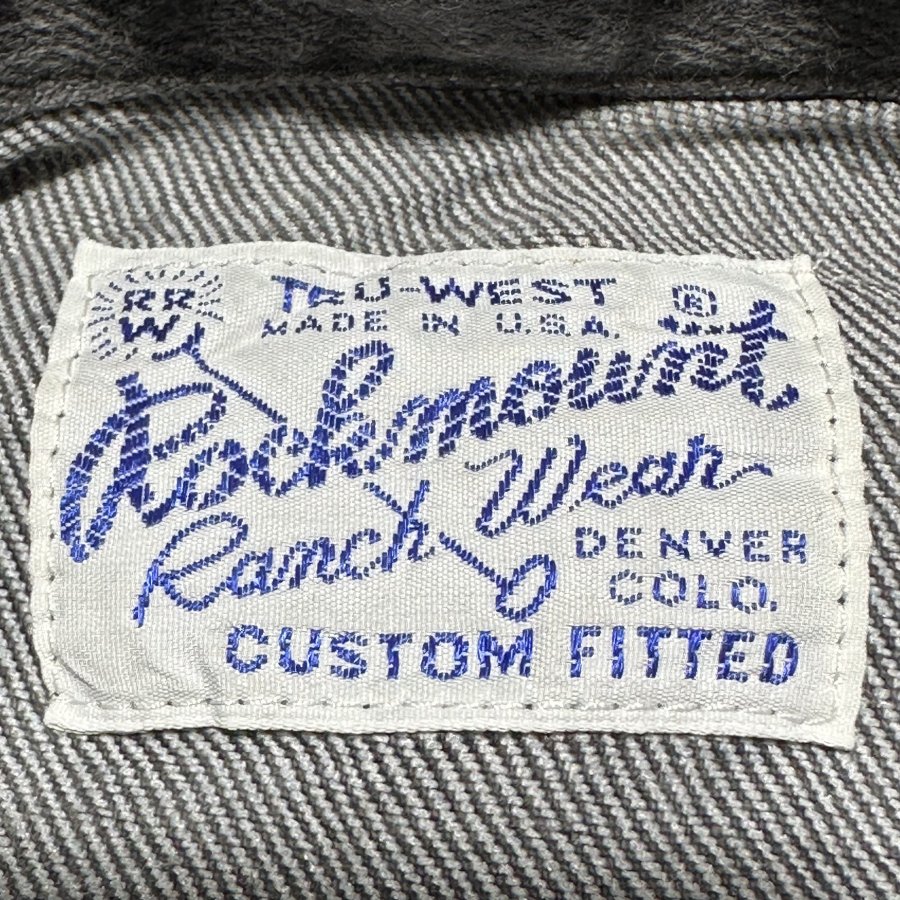 RR
W
TRU-WEST ®
MADE IN U.S.A.
Rockmount
Ranch Wear
DENVER
COLO.
CUSTOM FITTED